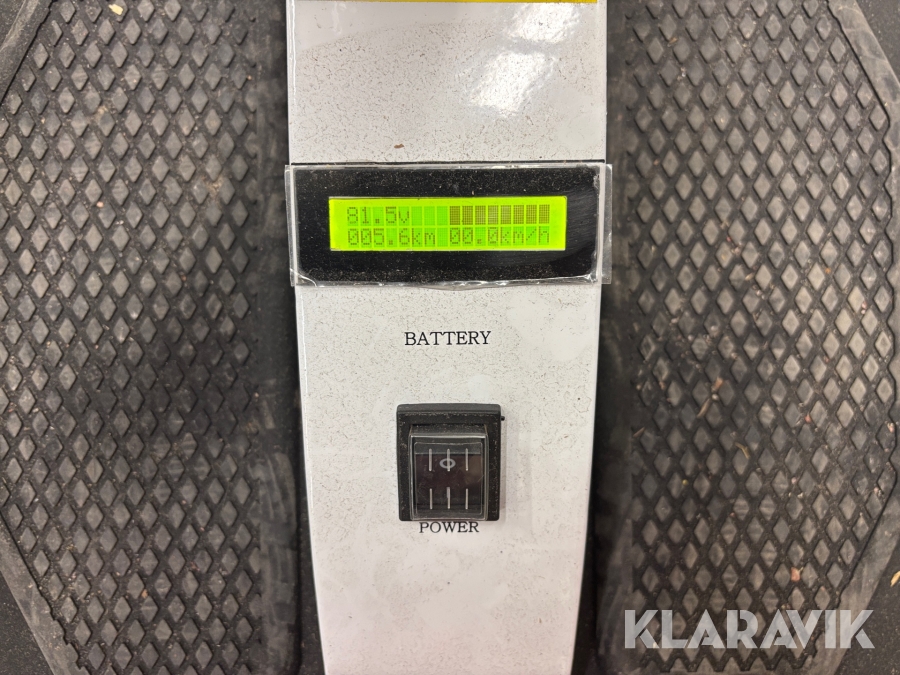 81.5v
005.6km 00.0km/h
BATTERY
POWER
KLARAVIK